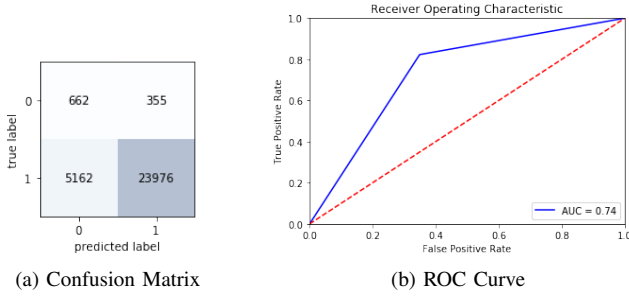 Receiver Operating Characteristic
true label
0
1
662
355
5162
23976
0
1
predicted label
True Positive Rate
1.0
0.8
0.6
0.4
0.2
0.0
0.0
0.2
0.4
0.6
0.8
1.0
AUC = 0.74
False Positive Rate
(a) Confusion Matrix
(b) ROC Curve